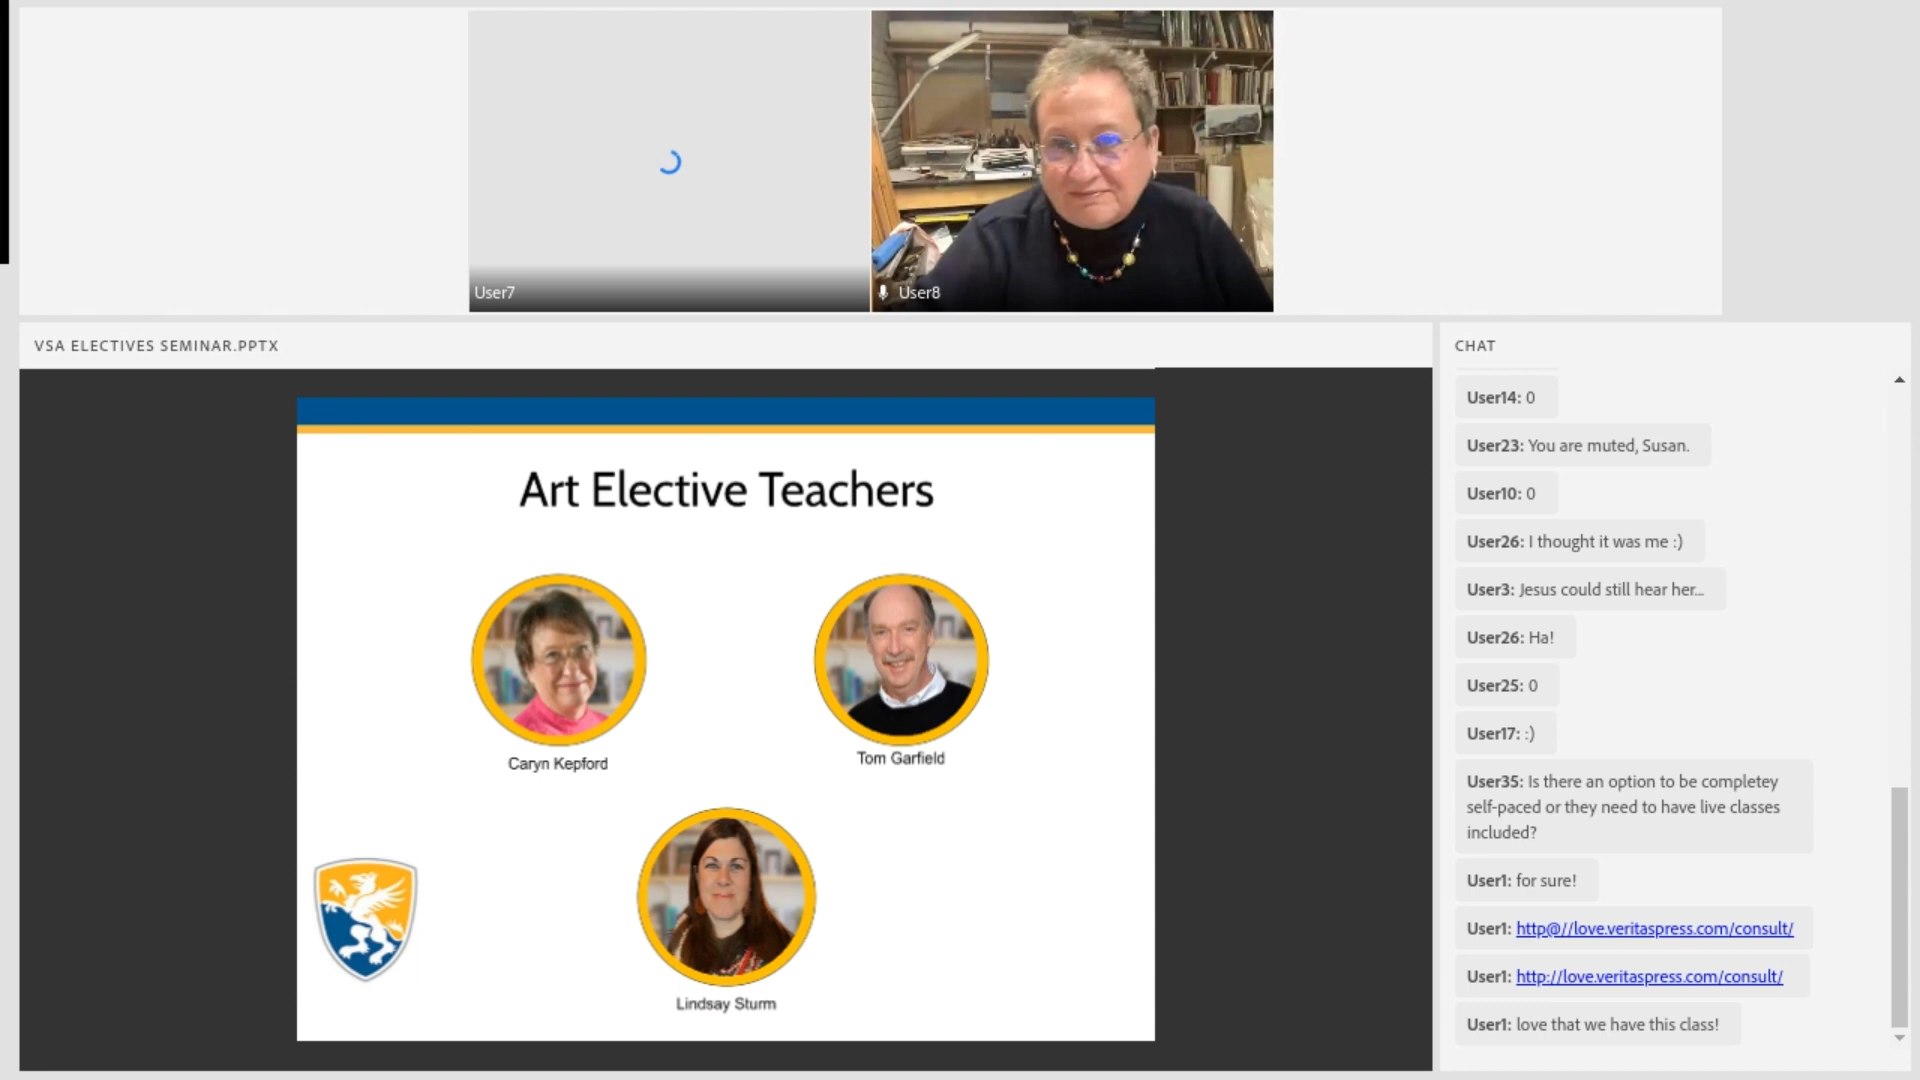 User7
User8
VSA ELECTIVES SEMINAR.PPTX
Art Elective Teachers
Caryn Kepford
Tom Garfield
Lindsay Sturm
CHAT
User14: 0
User23: You are muted, Susan.
User10: 0
User26: I thought it was me :)
User3: Jesus could still hear her...
User26: Ha!
User25: 0
User17: :)
User35: Is there an option to be completey
self-paced or they need to have live classes
included?
User1: for sure!
User1: http@//love.veritaspress.com/consult/
User1: http://love.veritaspress.com/consult/
User1: love that we have this class!